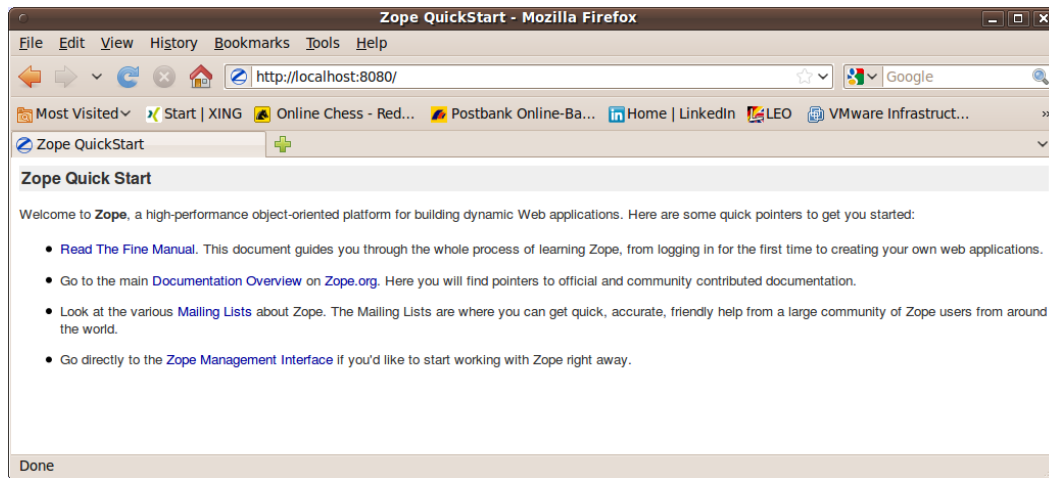 Zope QuickStart - Mozilla Firefox
File Edit View History Bookmarks Tools Help
http://localhost:8080/ Google
Most Visited Start | XING Online Chess - Red... Postbank Online-Ba... Home | LinkedIn LEO VMware Infrastruct... »
Zope QuickStart
Zope Quick Start
Welcome to Zope, a high-performance object-oriented platform for building dynamic Web applications. Here are some quick pointers to get you started:
• Read The Fine Manual. This document guides you through the whole process of learning Zope, from logging in for the first time to creating your own web applications.
• Go to the main Documentation Overview on Zope.org. Here you will find pointers to official and community contributed documentation.
• Look at the various Mailing Lists about Zope. The Mailing Lists are where you can get quick, accurate, friendly help from a large community of Zope users from around
the world.
• Go directly to the Zope Management Interface if you'd like to start working with Zope right away.
Done